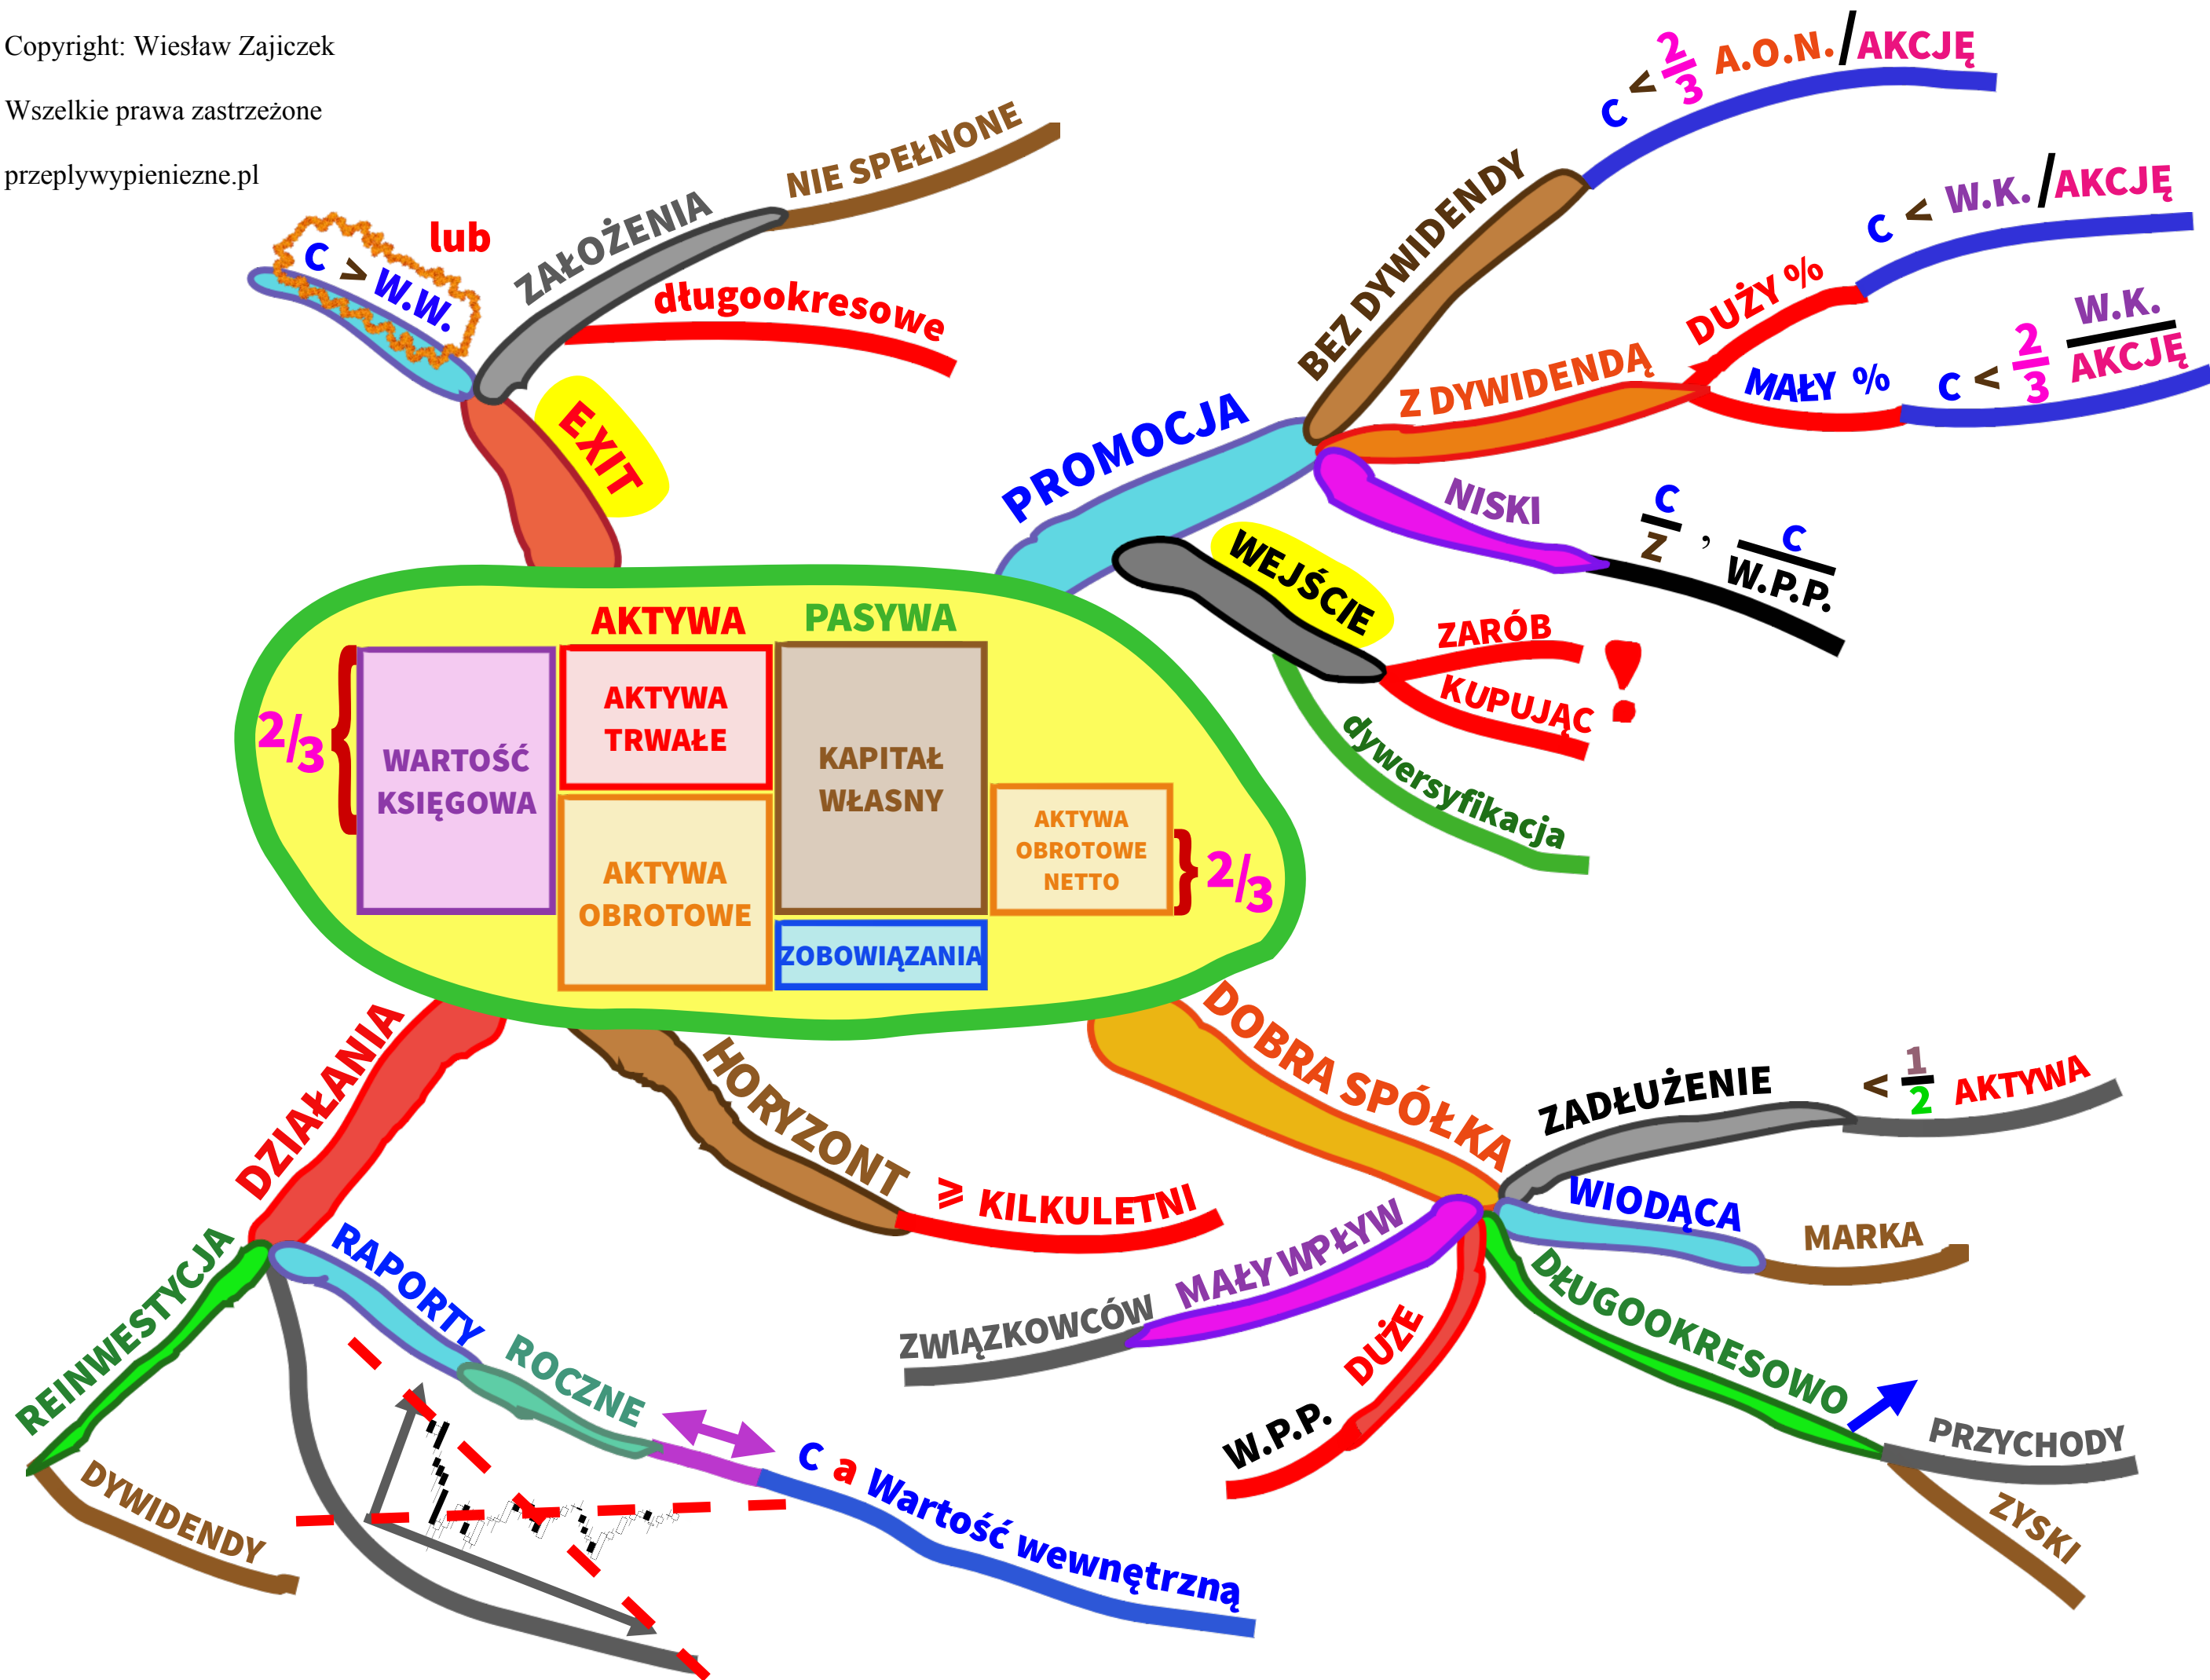 Copyright: Wiesław Zajiczek
Wszelkie prawa zastrzeżone
przeplywypieniezne.pl
C > W.W.
lub
ZAŁOŻENIA
NIE SPEŁNONE
długookresowe
EXIT
PROMOCJA
BEZ DYWIDENDY
C < 2/3 A.O.N./AKCJĘ
Z DYWIDENDĄ
DUŻY %
C < W.K./AKCJĘ
MAŁY %
C < 2/3 W.K./AKCJĘ
NISKI
C/Z , C/W.P.P.
WEJŚCIE
ZARÓB
KUPUJĄC
!
dywersyfikacja
AKTYWA
PASYWA
2/3
{
WARTOŚĆ
KSIĘGOWA
AKTYWA
TRWAŁE
AKTYWA
OBROTOWE
KAPITAŁ
WŁASNY
ZOBOWIĄZANIA
AKTYWA
OBROTOWE
NETTO
}
2/3
DOBRA SPÓŁKA
ZADŁUŻENIE
< 1/2 AKTYWA
WIODĄCA
MARKA
DŁUGOOKRESOWO
PRZYCHODY
ZYSKI
DUŻE
W.P.P.
MAŁY WPŁYW
ZWIĄZKOWCÓW
HORYZONT
⩾ KILKULETNI
DZIAŁANIA
RAPORTY
ROCZNE
C a Wartość wewnętrzną
REINWESTYCJA
DYWIDENDY